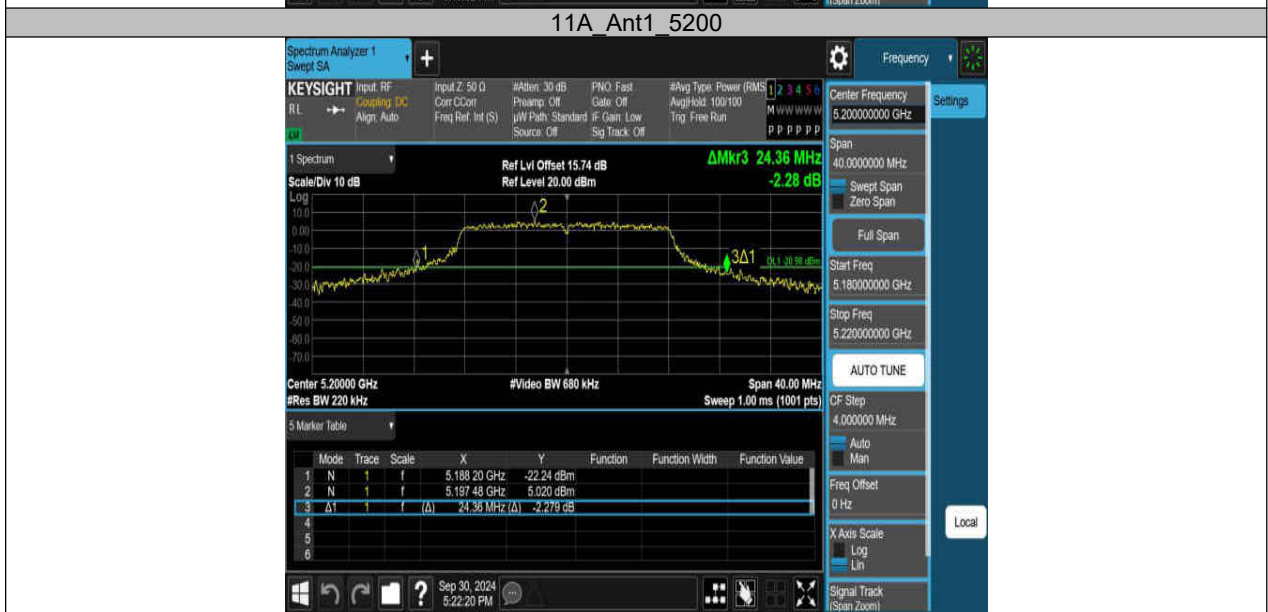 (Span Zoom)
11A_Ant1_5200
Spectrum Analyzer 1
Swept SA
+
Frequency
KEYSIGHT
RL
LM
Input: RF
Coupling: DC
Align: Auto
Input Z: 50 Ω
Corr CCorr
Freq Ref: Int (S)
#Atten: 30 dB
Preamp: Off
µW Path: Standard
Source: Off
PNO: Fast
Gate: Off
IF Gain: Low
Sig Track: Off
#Avg Type: Power (RMS
Avg|Hold: 100/100
Trig: Free Run
1 2 3 4 5 6
M W W W W W
P P P P P P
Center Frequency
5.200000000 GHz
Settings
1 Spectrum
Scale/Div 10 dB
Ref Lvl Offset 15.74 dB
Ref Level 20.00 dBm
ΔMkr3 24.36 MHz
-2.28 dB
Span
40.0000000 MHz
Swept Span
Zero Span
Full Span
Start Freq
5.180000000 GHz
Stop Freq
5.220000000 GHz
AUTO TUNE
CF Step
4.000000 MHz
Auto
Man
Freq Offset
0 Hz
X Axis Scale
Log
Lin
Signal Track
(Span Zoom)
Local
Log
10.0
0.00
-10.0
-20.0
-30.0
-40.0
-50.0
-60.0
-70.0
1
2
3Δ1
DL1 -20.98 dBm
Center 5.20000 GHz
#Video BW 680 kHz
Span 40.00 MHz
#Res BW 220 kHz
Sweep 1.00 ms (1001 pts)
5 Marker Table
Mode Trace Scale X Y Function Function Width Function Value
1 N 1 f 5.188 20 GHz -22.24 dBm
2 N 1 f 5.197 48 GHz 5.020 dBm
3 Δ1 1 f (Δ) 24.36 MHz (Δ) -2.279 dB
4
5
6
?
Sep 30, 2024
5:22:20 PM